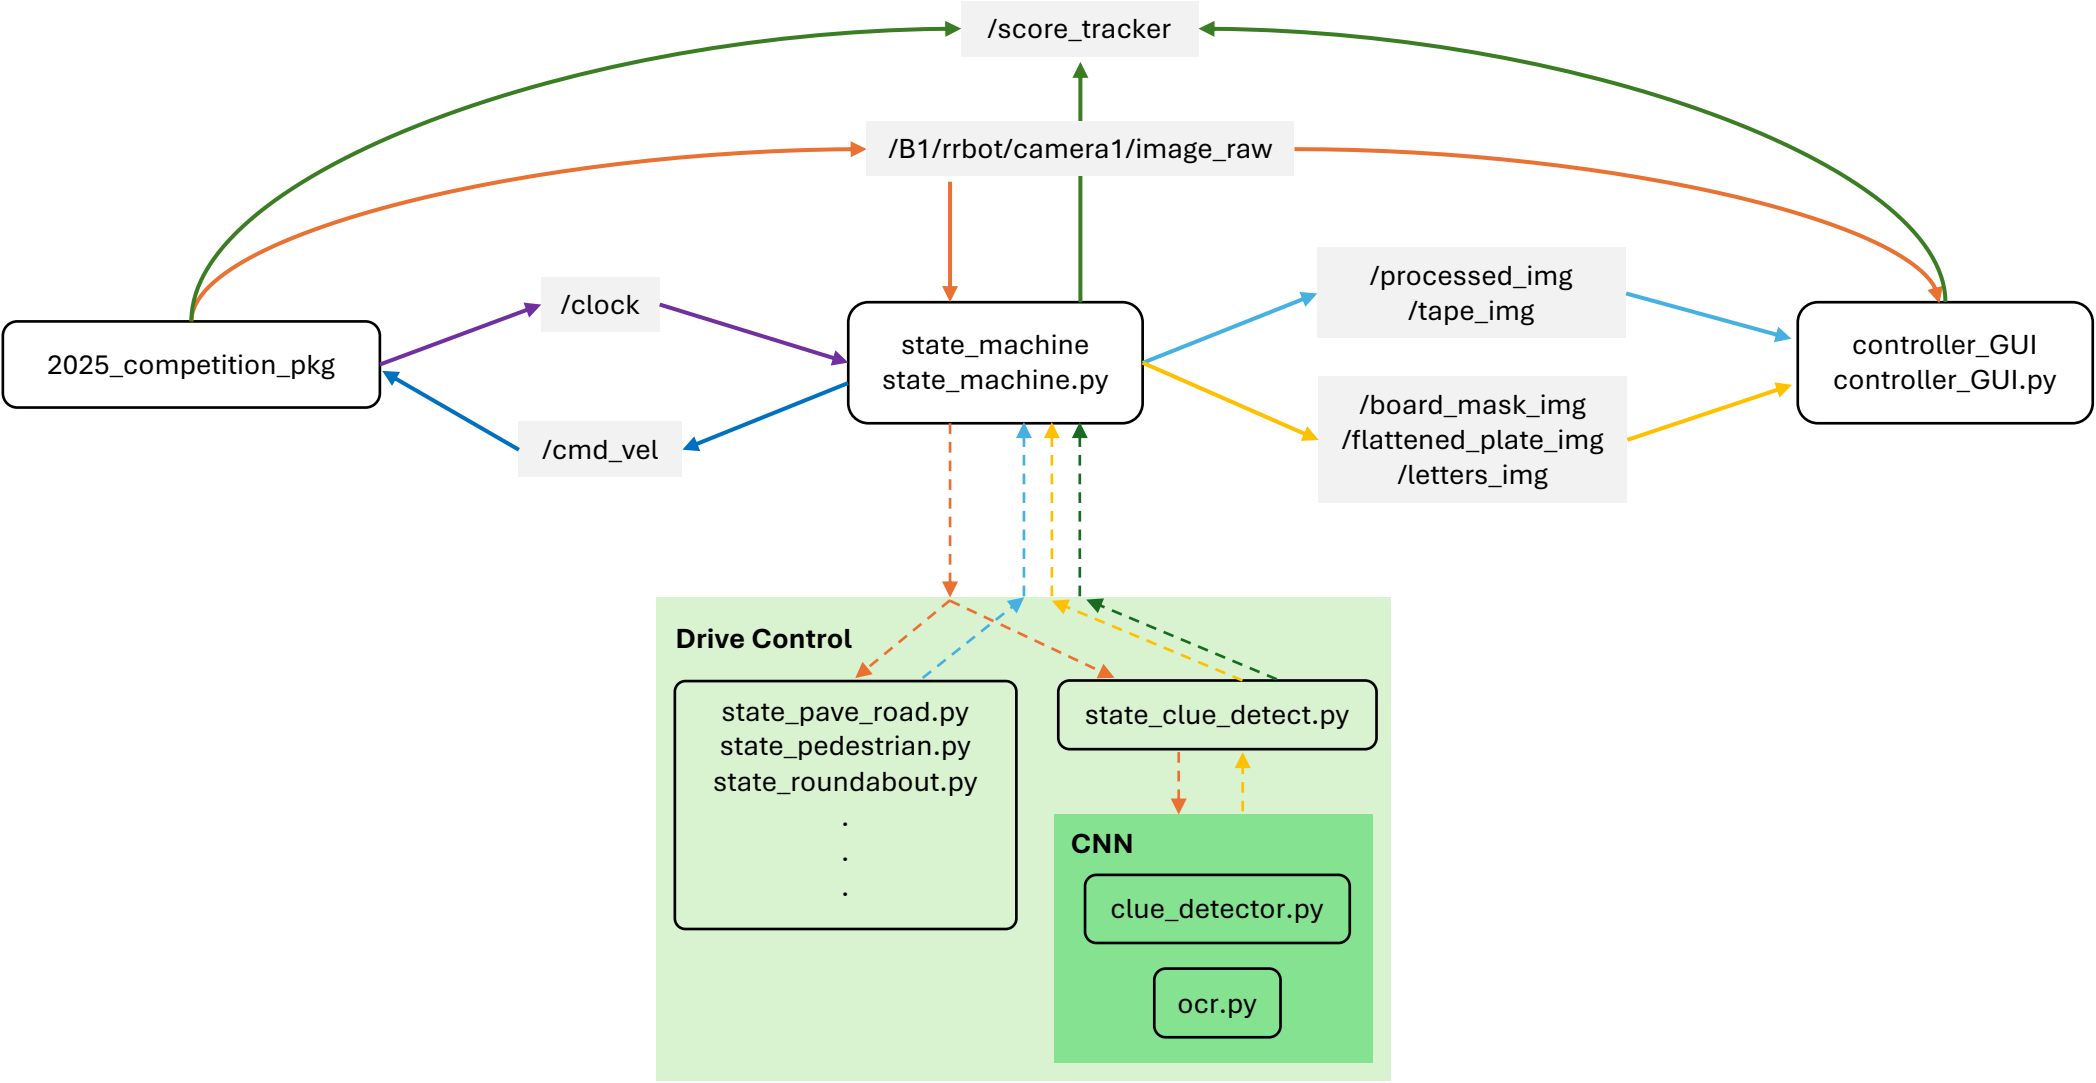 /score_tracker
/B1/rrbot/camera1/image_raw
/clock
/processed_img
/tape_img
2025_competition_pkg
state_machine
state_machine.py
controller_GUI
controller_GUI.py
/cmd_vel
/board_mask_img
/flattened_plate_img
/letters_img
Drive Control
state_pave_road.py
state_pedestrian.py
state_roundabout.py
.
.
.
state_clue_detect.py
CNN
clue_detector.py
ocr.py